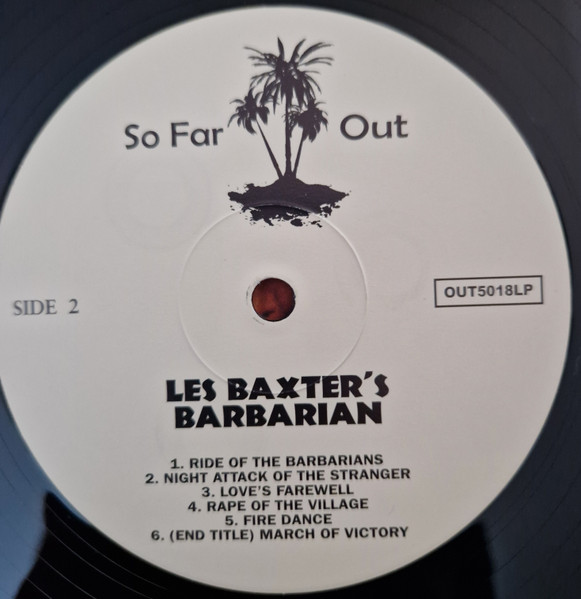 So Far Out
SIDE 2
OUT5018LP
LES BAXTER'S
BARBARIAN
1. RIDE OF THE BARBARIANS
2. NIGHT ATTACK OF THE STRANGER
3. LOVE'S FAREWELL
4. RAPE OF THE VILLAGE
5. FIRE DANCE
6. (END TITLE) MARCH OF VICTORY